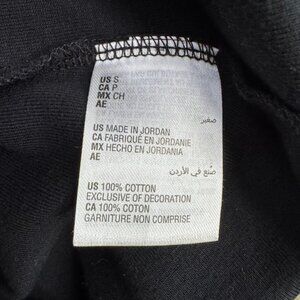 US S
CA P
MX CH
AE
صغير
US MADE IN JORDAN
CA FABRIQUÉ EN JORDANIE
MX HECHO EN JORDANIA
AE
صُنع في الأردن
US 100% COTTON
EXCLUSIVE OF DECORATION
CA 100% COTON
GARNITURE NON COMPRISE